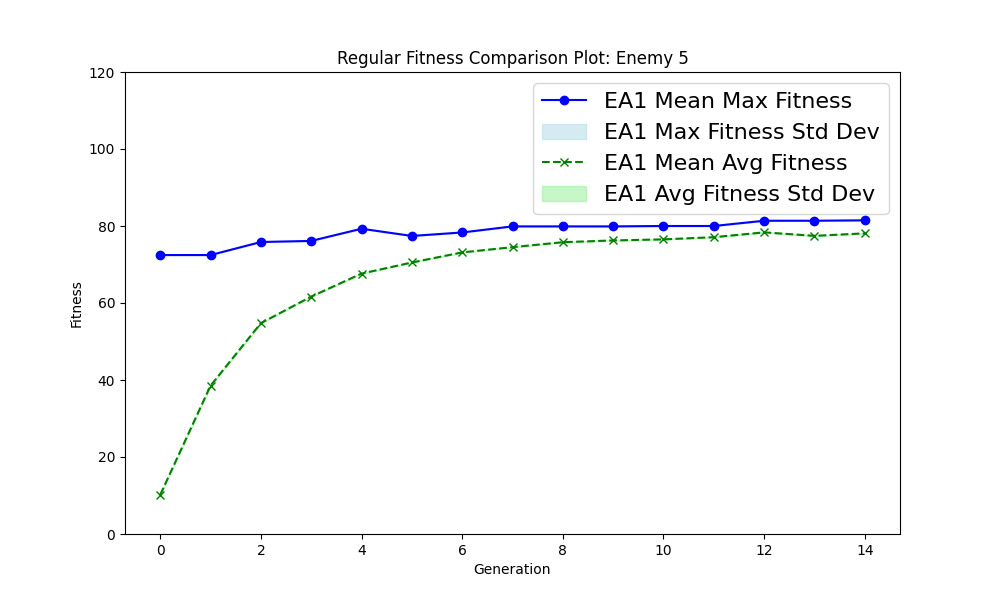 Regular Fitness Comparison Plot: Enemy 5
120
100
80
60
40
20
0
Fitness
EA1 Mean Max Fitness
EA1 Max Fitness Std Dev
EA1 Mean Avg Fitness
EA1 Avg Fitness Std Dev
0 2 4 6 8 10 12 14
Generation